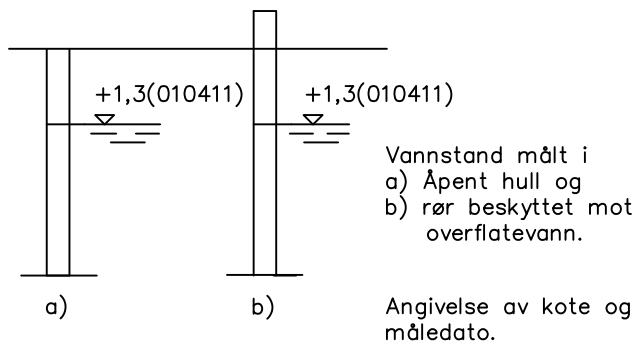 +1,3(010411)
+1,3(010411)
Vannstand målt i
a) Åpent hull og
b) rør beskyttet mot
overflatevann.
a)
b)
Angivelse av kote og
måledato.